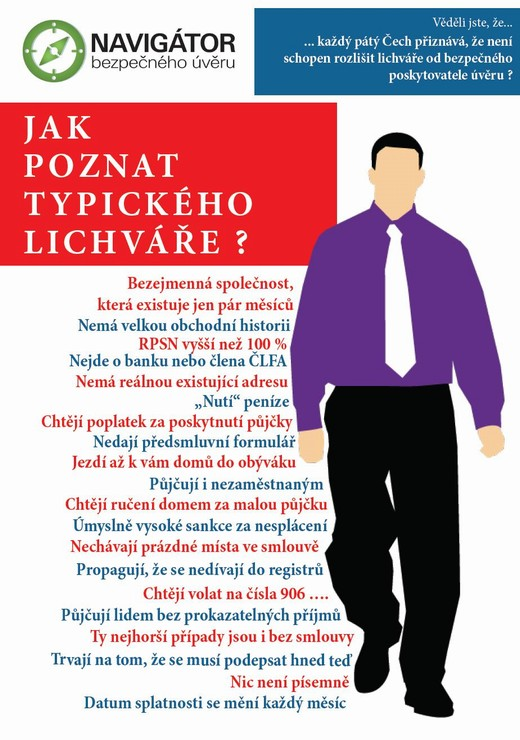 NAVIGÁTOR
bezpečného úvěru
Věděli jste, že...
... každý pátý Čech přiznává, že není
schopen rozlišit lichváře od bezpečného
poskytovatele úvěru ?
JAK
POZNAT
TYPICKÉHO
LICHVÁŘE ?
Bezejmenná společnost,
která existuje jen pár měsíců
Nemá velkou obchodní historii
RPSN vyšší než 100 %
Nejde o banku nebo člena ČLFA
Nemá reálnou existující adresu
„Nutí“ peníze
Chtějí poplatek za poskytnutí půjčky
Nedají předsmluvní formulář
Jezdí až k vám domů do obýváku
Půjčují i nezaměstnaným
Chtějí ručení domem za malou půjčku
Úmyslně vysoké sankce za nesplácení
Nechávají prázdné místa ve smlouvě
Propagují, že se nedívají do registrů
Chtějí volat na čísla 906 ....
Půjčují lidem bez prokazatelných příjmů
Ty nejhorší případy jsou i bez smlouvy
Trvají na tom, že se musí podepsat hned teď
Nic není písemně
Datum splatnosti se mění každý měsíc